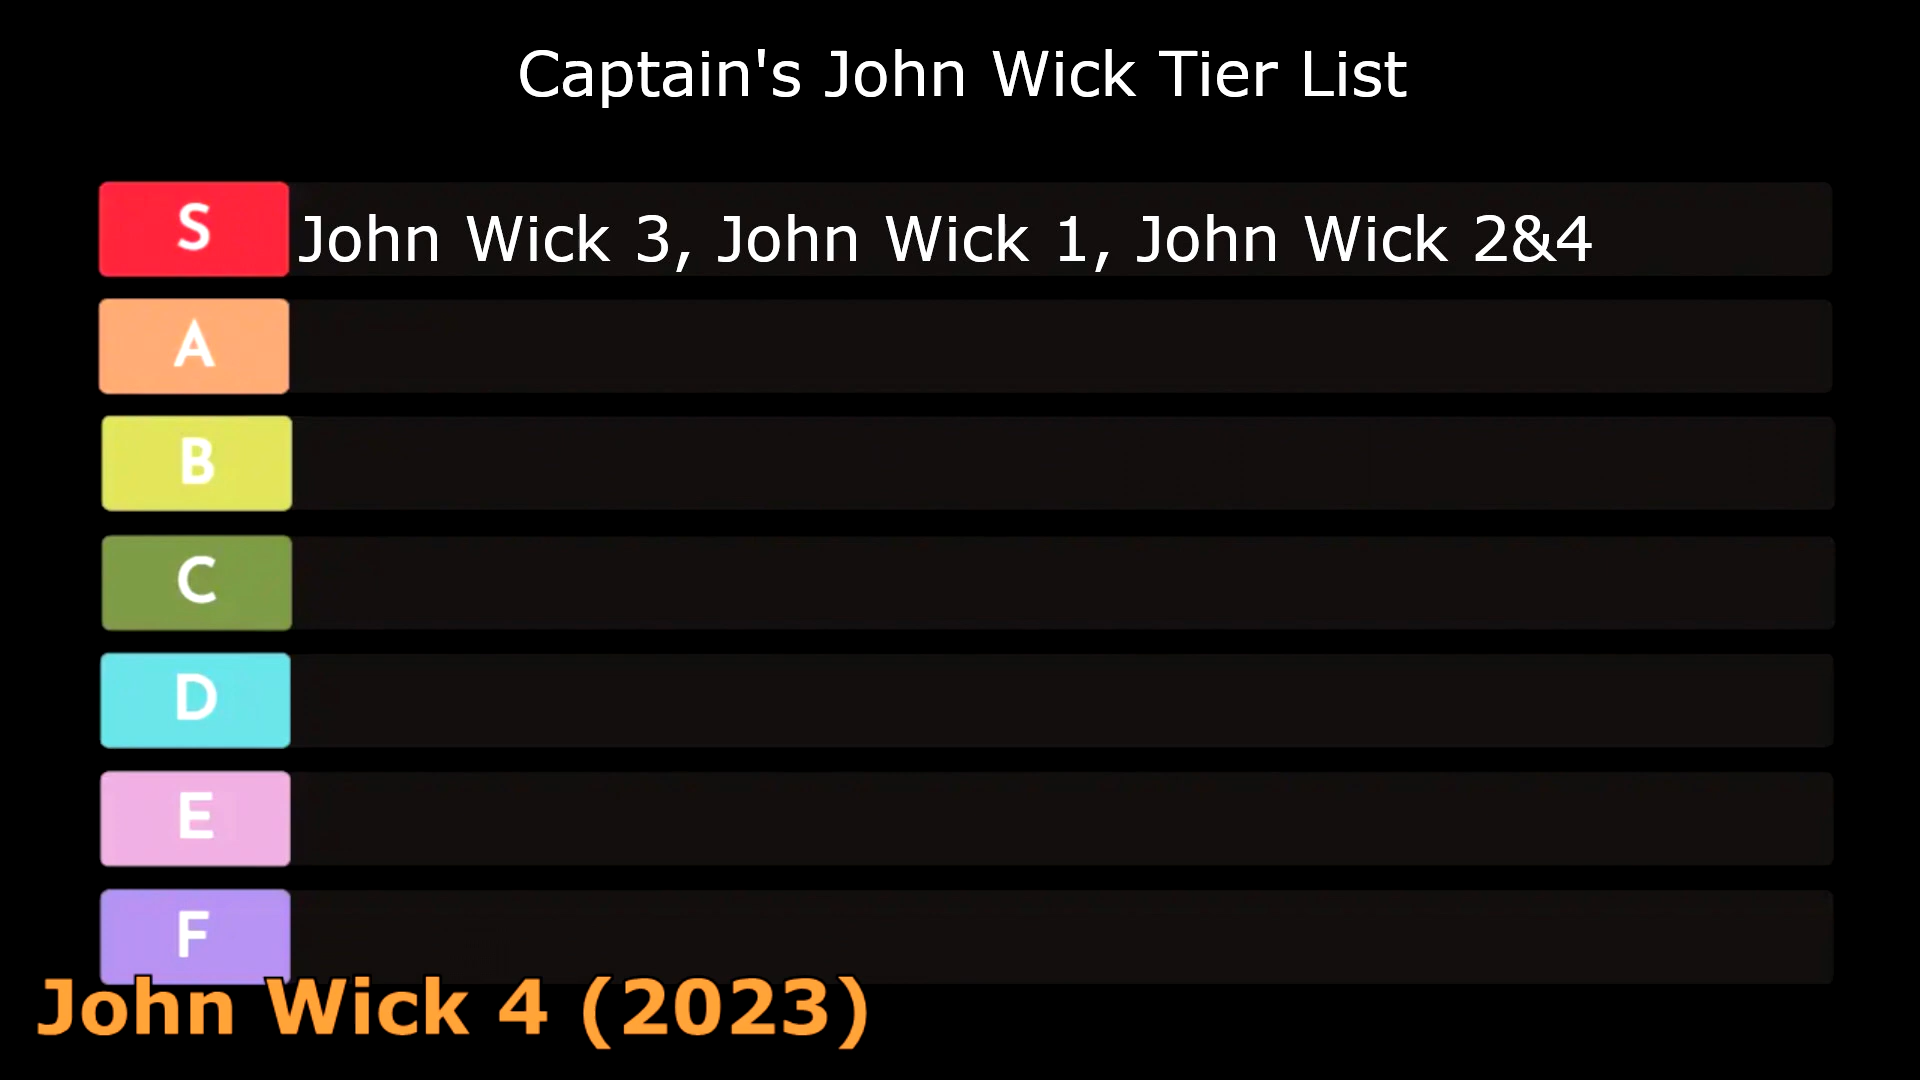 Captain's John Wick Tier List
S
John Wick 3, John Wick 1, John Wick 2&4
A
B
C
D
E
F
John Wick 4 (2023)